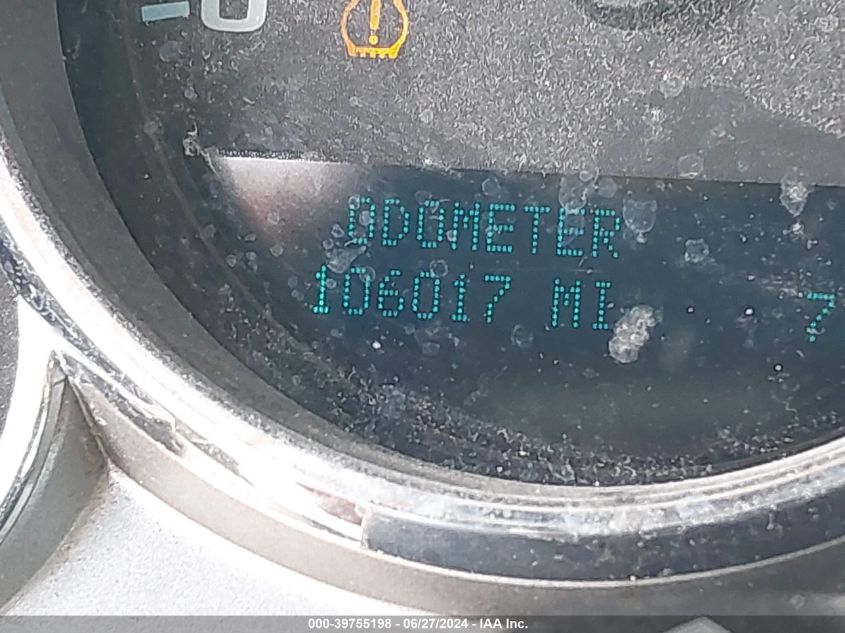 ODOMETER
106017 MI 7
000-39755198 - 06/27/2024 - IAA Inc.